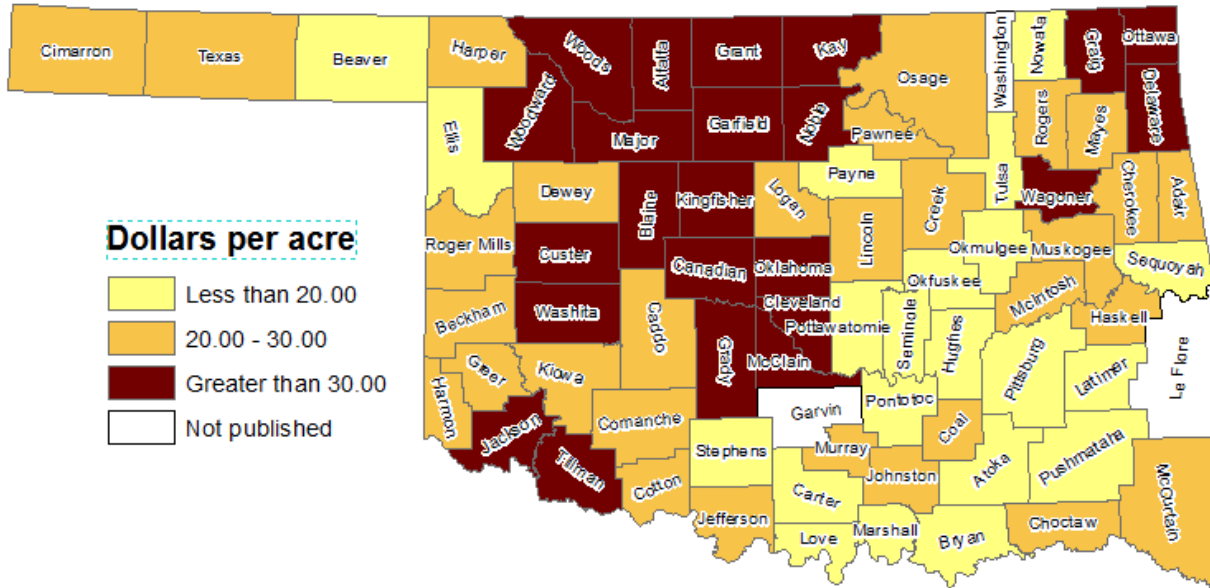 Cimarron
Texas
Beaver
Harper
Woods
Alfalfa
Grant
Kay
Osage
Washington
Nowata
Craig
Ottawa
Ellis
Woodward
Major
Garfield
Noble
Pawnee
Rogers
Mayes
Delaware
Dewey
Blaine
Kingfisher
Logan
Payne
Creek
Tulsa
Wagoner
Cherokee
Adair
Dollars per acre
Less than 20.00
20.00 - 30.00
Greater than 30.00
Not published
Roger Mills
Custer
Canadian
Oklahoma
Lincoln
Okmulgee
Muskogee
Sequoyah
Beckham
Washita
Caddo
Grady
Cleveland
Pottawatomie
Seminole
Okfuskee
Hughes
McIntosh
Haskell
Le Flore
Harmon
Greer
Kiowa
McClain
Pittsburg
Latimer
Jackson
Tillman
Comanche
Garvin
Pontotoc
Coal
Pushmataha
McCurtain
Stephens
Murray
Johnston
Atoka
Cotton
Carter
Jefferson
Love
Marshall
Bryan
Choctaw